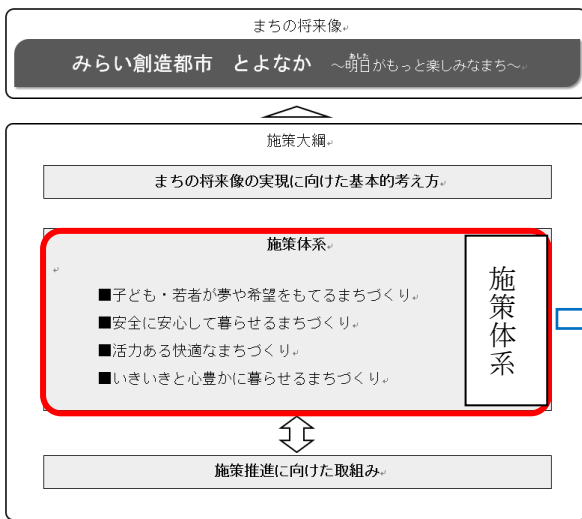 まちの将来像
みらい創造都市 とよなか ～明日がもっと楽しみなまち～
あした
施策大綱
まちの将来像の実現に向けた基本的考え方
施策体系
■子ども・若者が夢や希望をもてるまちづくり
■安全に安心して暮らせるまちづくり
■活力ある快適なまちづくり
■いきいきと心豊かに暮らせるまちづくり
施策体系
施策推進に向けた取組み